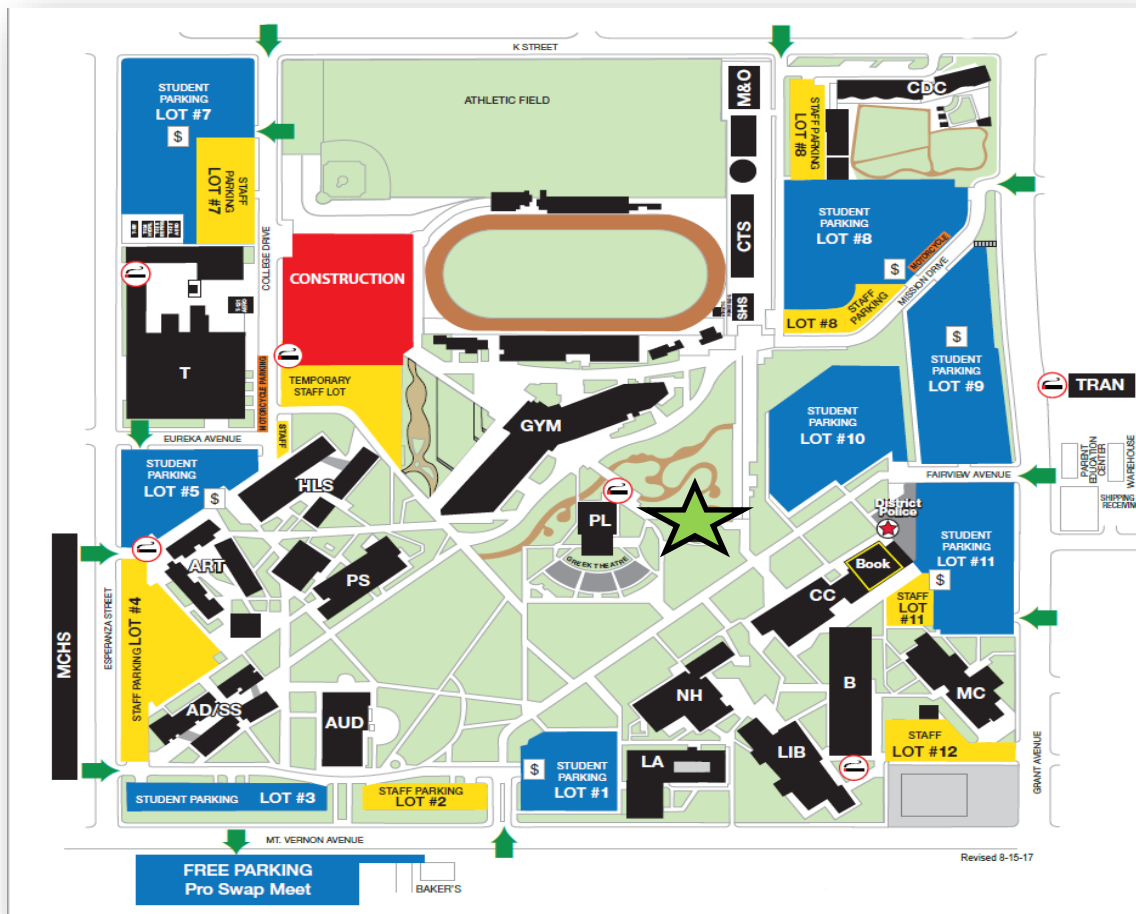 K STREET
STUDENT
PARKING
LOT #7
$
STAFF
PARKING
LOT #7
COLLEGE DRIVE
ATHLETIC FIELD
M&O
CTS
SHS
STAFF PARKING
LOT #8
CDC
STUDENT
PARKING
LOT #8
$
MOTORCYCLE
MISSION DRIVE
STAFF
PARKING
LOT #8
CONSTRUCTION
T
MOTORCYCLE PARKING
TEMPORARY
STAFF LOT
STAFF
EUREKA AVENUE
$
STUDENT
PARKING
LOT #9
TRAN
STUDENT
PARKING
LOT #10
GYM
STUDENT
PARKING
LOT #5
$
HLS
FAIRVIEW AVENUE
PARENT
EDUCATION
CENTER
WAREHOUSE
SHIPPING
RECEIVING
PL
GREEK THEATRE
District
Police
STUDENT
PARKING
LOT #11
$
Book
STAFF
LOT
#11
CC
ART
PS
MCHS
ESPERANZA STREET
STAFF PARKING LOT #4
AD/SS
AUD
NH
B
MC
LIB
LA
STAFF
LOT #12
GRANT AVENUE
$
STUDENT
PARKING
LOT #1
STUDENT PARKING LOT #3
STAFF PARKING
LOT #2
MT. VERNON AVENUE
Revised 8-15-17
FREE PARKING
Pro Swap Meet
BAKER'S